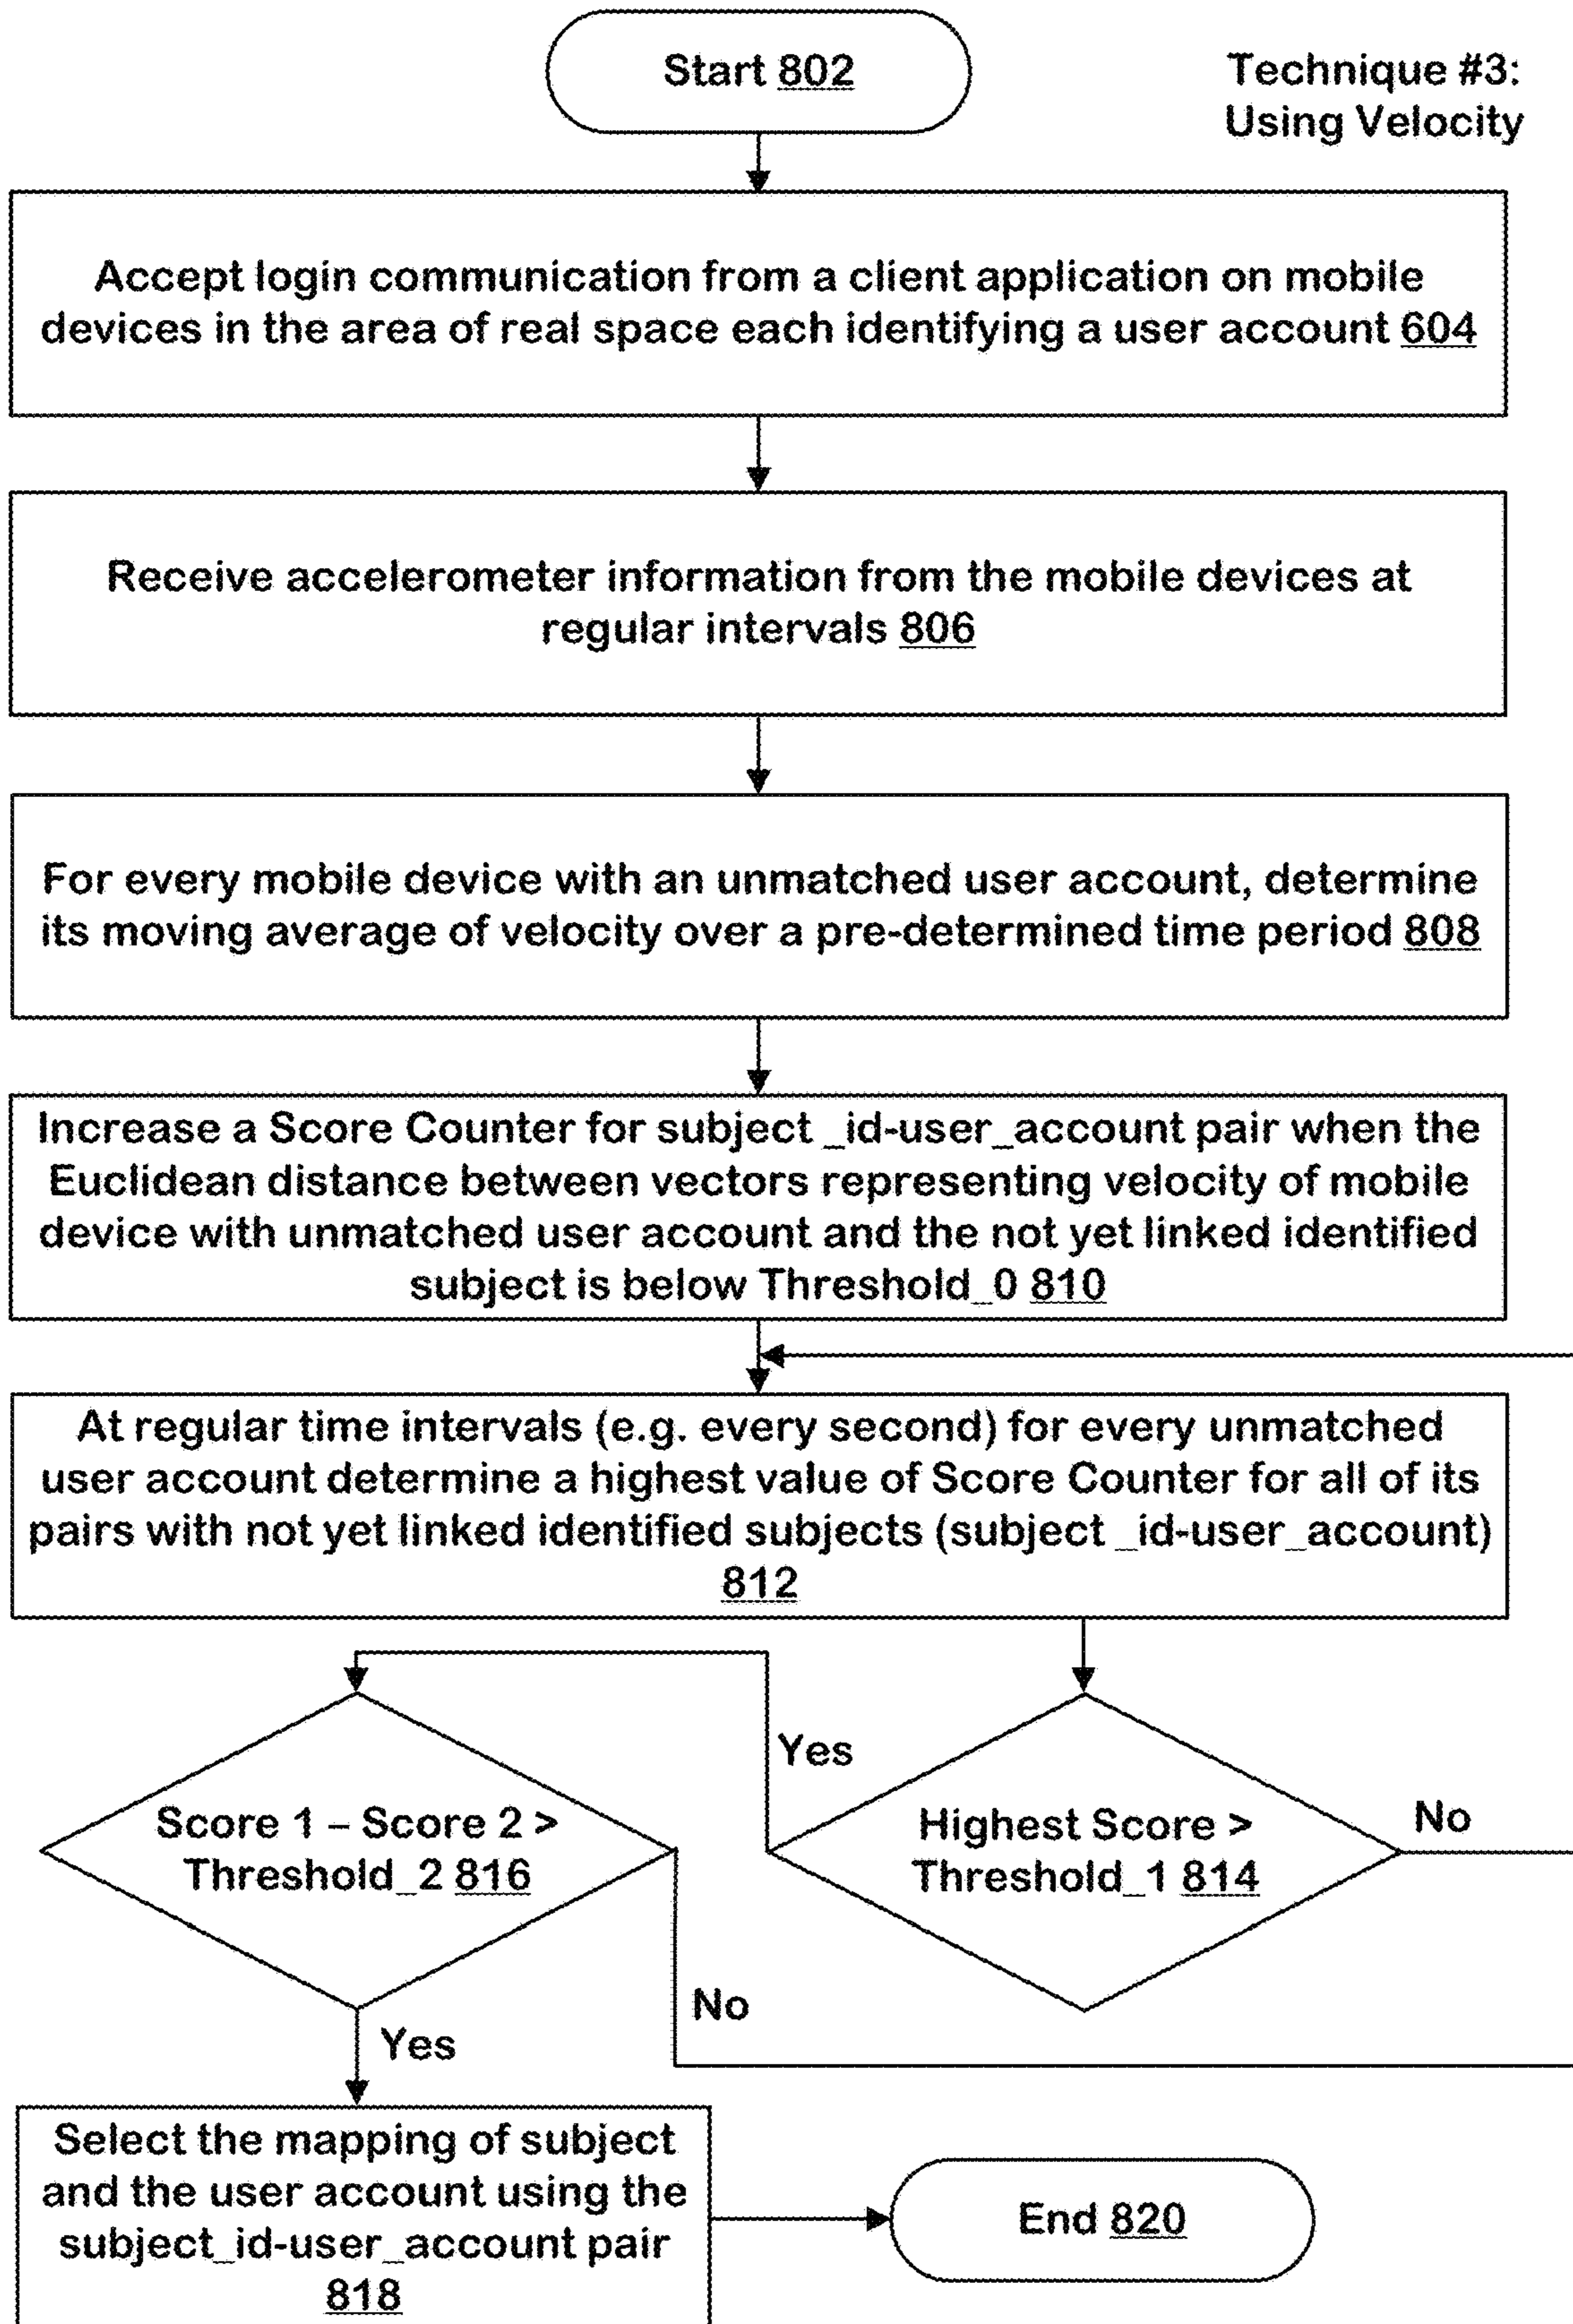 Start 802
Technique #3:
Using Velocity
Accept login communication from a client application on mobile
devices in the area of real space each identifying a user account 604
Receive accelerometer information from the mobile devices at
regular intervals 806
For every mobile device with an unmatched user account, determine
its moving average of velocity over a pre-determined time period 808
Increase a Score Counter for subject _id-user_account pair when the
Euclidean distance between vectors representing velocity of mobile
device with unmatched user account and the not yet linked identified
subject is below Threshold_0 810
At regular time intervals (e.g. every second) for every unmatched
user account determine a highest value of Score Counter for all of its
pairs with not yet linked identified subjects (subject _id-user_account)
812
Highest Score >
Threshold_1 814
No
Yes
Score 1 – Score 2 >
Threshold_2 816
No
Yes
Select the mapping of subject
and the user account using the
subject_id-user_account pair
818
End 820